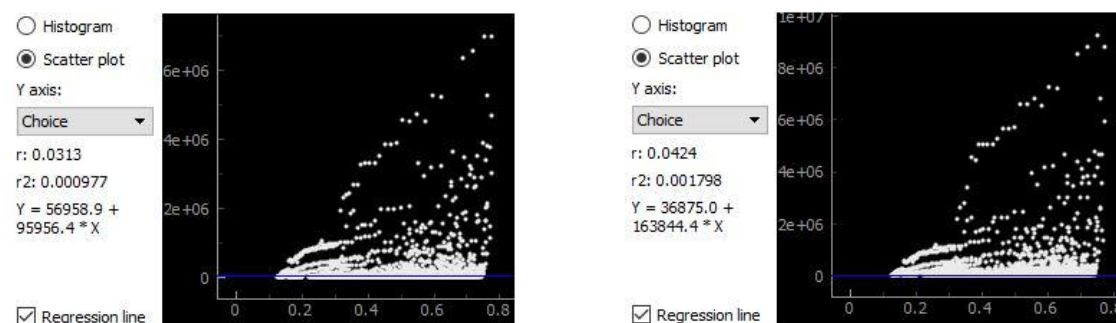 Histogram
Scatter plot
Y axis:
Choice
r: 0.0313
r2: 0.000977
Y = 56958.9 +
95956.4 * X
Regression line
6e+06
4e+06
2e+06
0
0 0.2 0.4 0.6 0.8
Histogram
Scatter plot
Y axis:
Choice
r: 0.0424
r2: 0.001798
Y = 36875.0 +
163844.4 * X
Regression line
1e+07
8e+06
6e+06
4e+06
2e+06
0
0 0.2 0.4 0.6